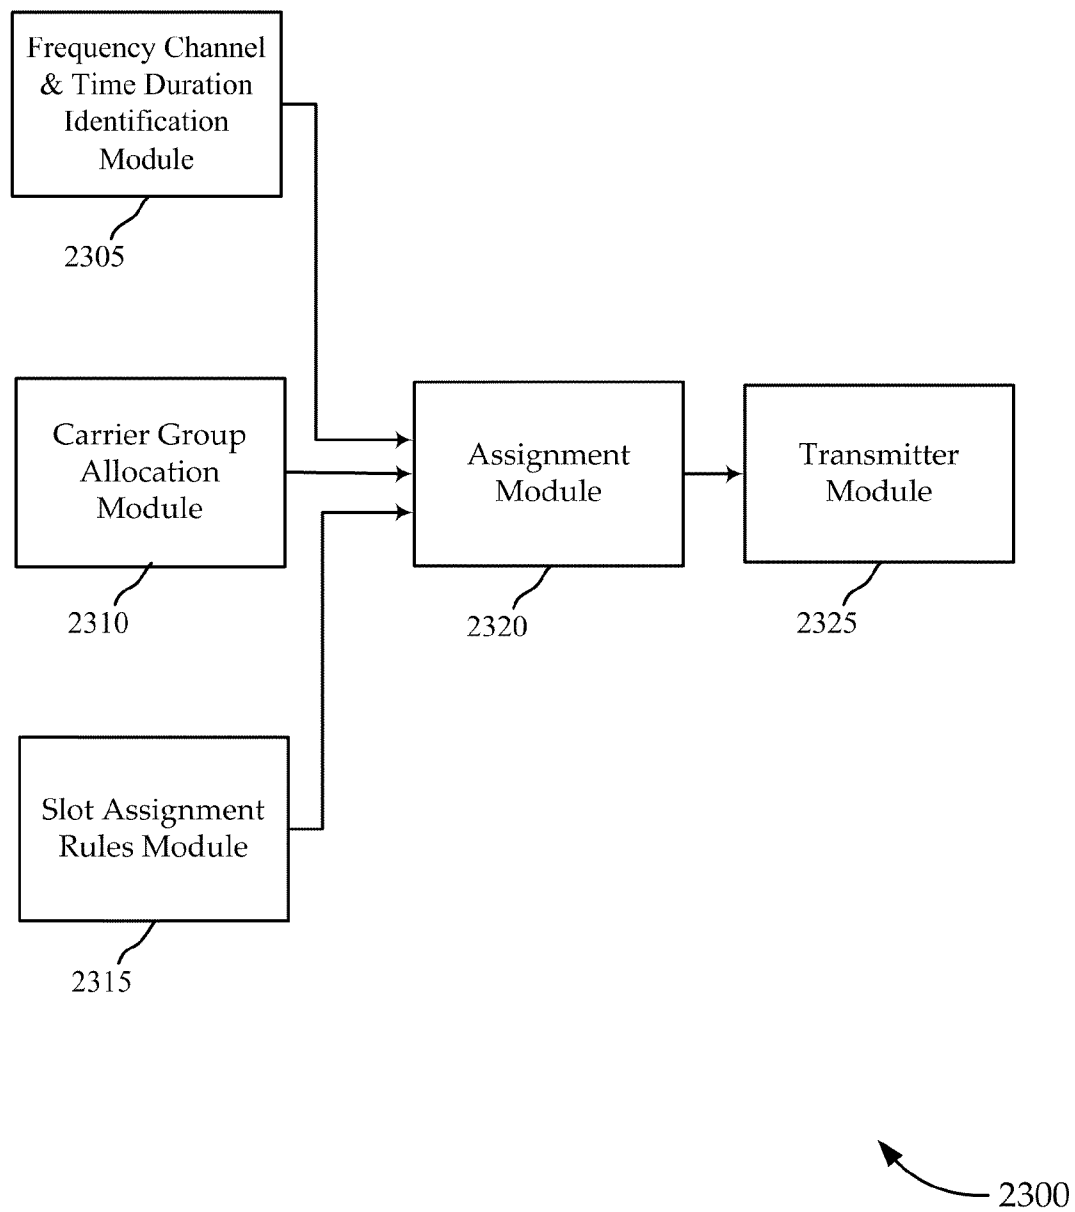 Frequency Channel
& Time Duration
Identification
Module
2305
Carrier Group
Allocation
Module
2310
Assignment
Module
2320
Transmitter
Module
2325
Slot Assignment
Rules Module
2315
2300